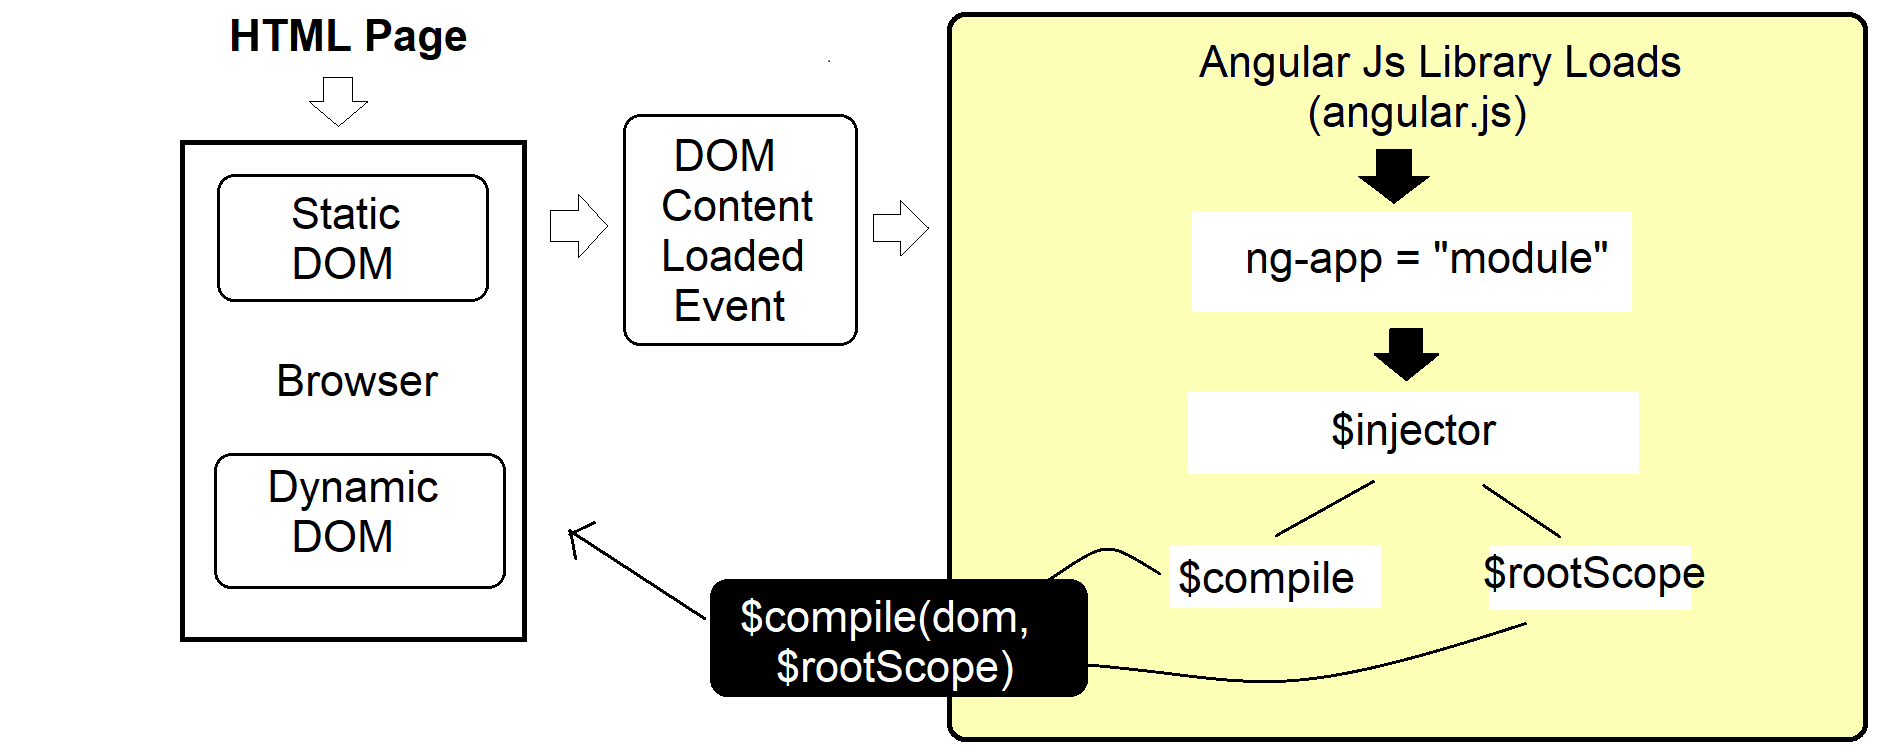 HTML Page
Static
DOM
Browser
Dynamic
DOM
DOM
Content
Loaded
Event
Angular Js Library Loads
(angular.js)
ng-app = "module"
$injector
$compile
$rootScope
$compile(dom,
$rootScope)